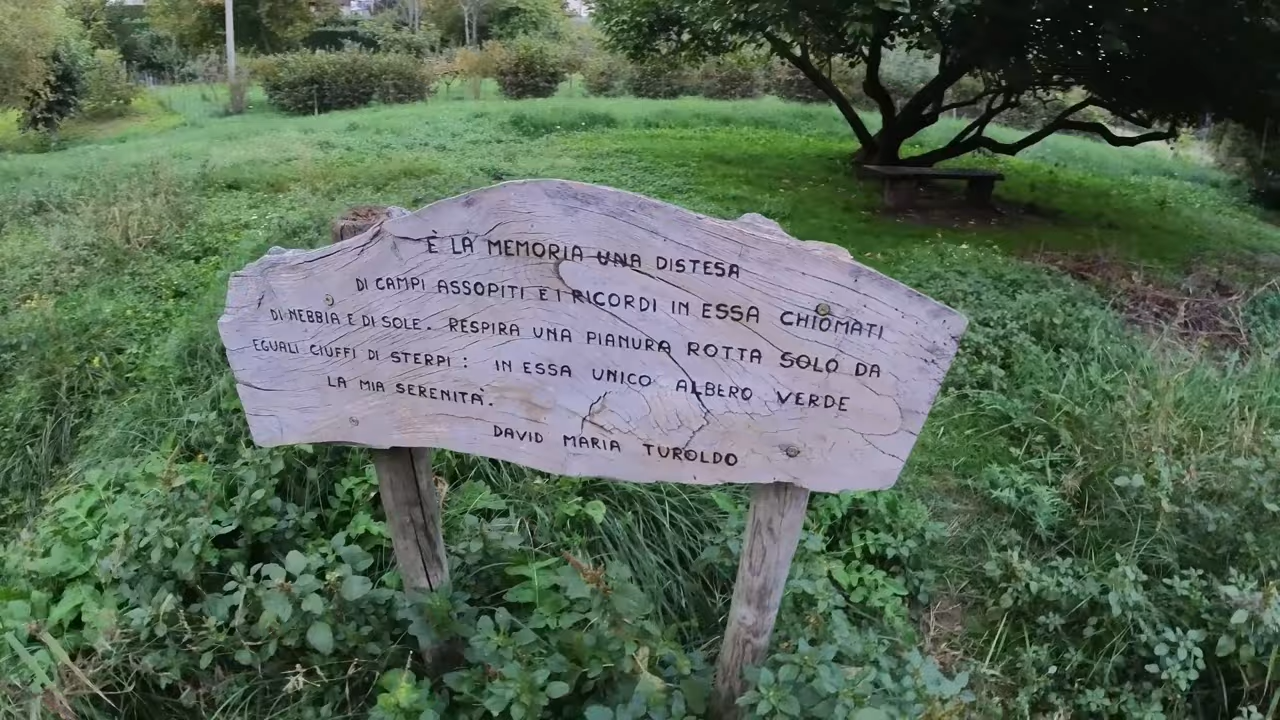 È LA MEMORIA UNA DISTESA
DI CAMPI ASSOPITI E I RICORDI IN ESSA CHIOMATI
DI NEBBIA E DI SOLE. RESPIRA UNA PIANURA ROTTA SOLO DA
EGUALI CIUFFI DI STERPI : IN ESSA UNICO ALBERO VERDE
LA MIA SERENITÀ.
DAVID MARIA TUROLDO